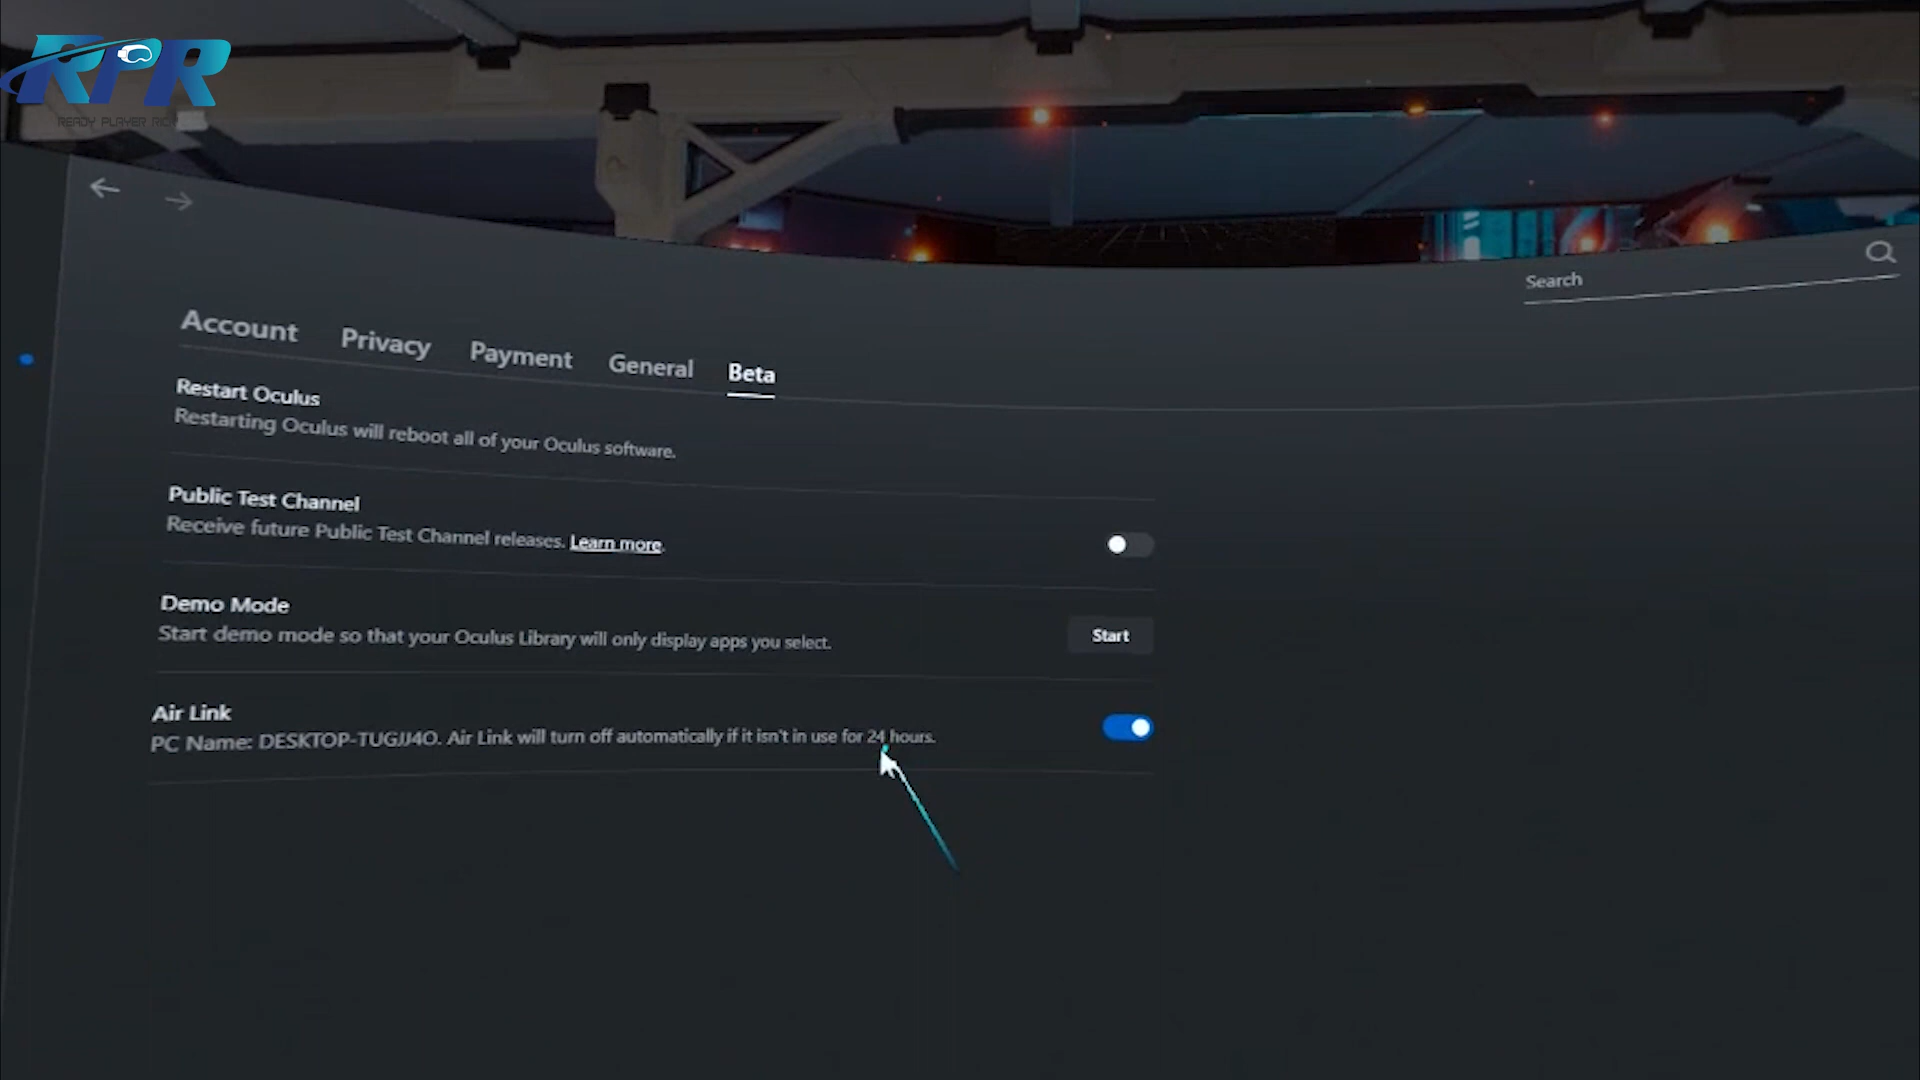 RPR
READY PLAYER RICK
Search
Account Privacy Payment General Beta
Restart Oculus
Restarting Oculus will reboot all of your Oculus software.
Public Test Channel
Receive future Public Test Channel releases. Learn more.
Demo Mode
Start demo mode so that your Oculus Library will only display apps you select.
Start
Air Link
PC Name: DESKTOP-TUGJJ4O. Air Link will turn off automatically if it isn't in use for 24 hours.